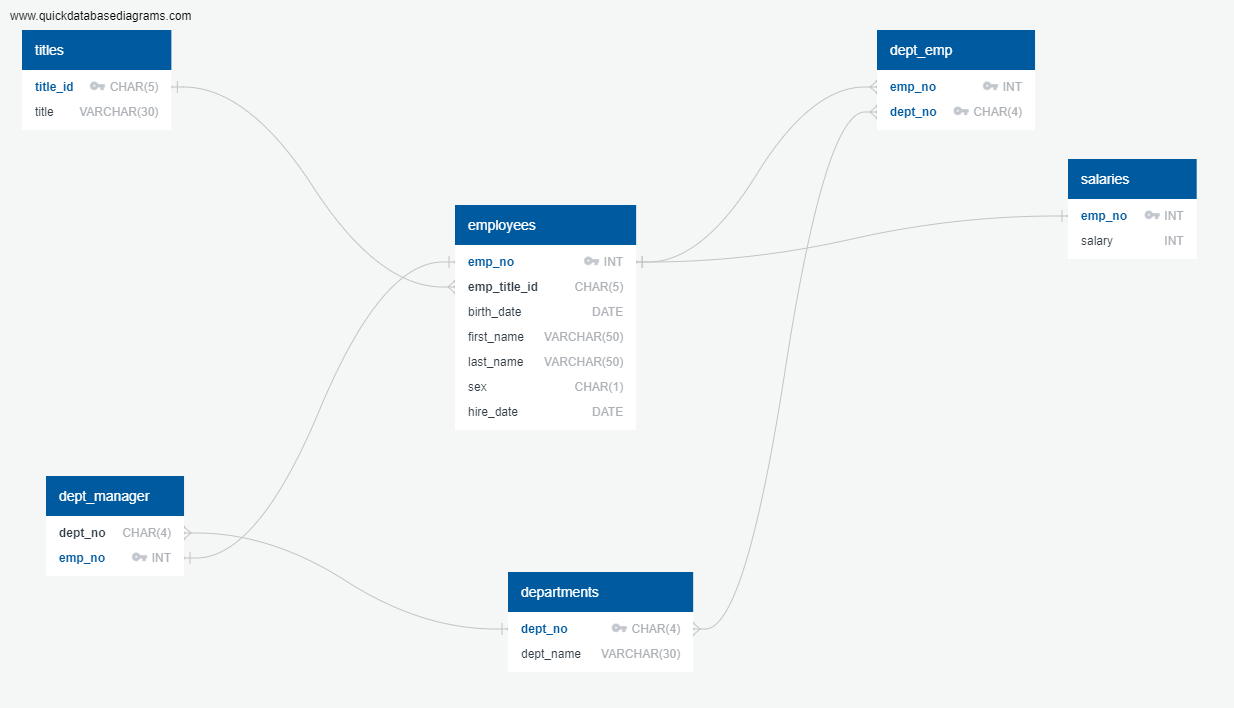 www.quickdatabasediagrams.com
titles
title_id CHAR(5)
title VARCHAR(30)
dept_emp
emp_no INT
dept_no CHAR(4)
salaries
emp_no INT
salary INT
employees
emp_no INT
emp_title_id CHAR(5)
birth_date DATE
first_name VARCHAR(50)
last_name VARCHAR(50)
sex CHAR(1)
hire_date DATE
dept_manager
dept_no CHAR(4)
emp_no INT
departments
dept_no CHAR(4)
dept_name VARCHAR(30)